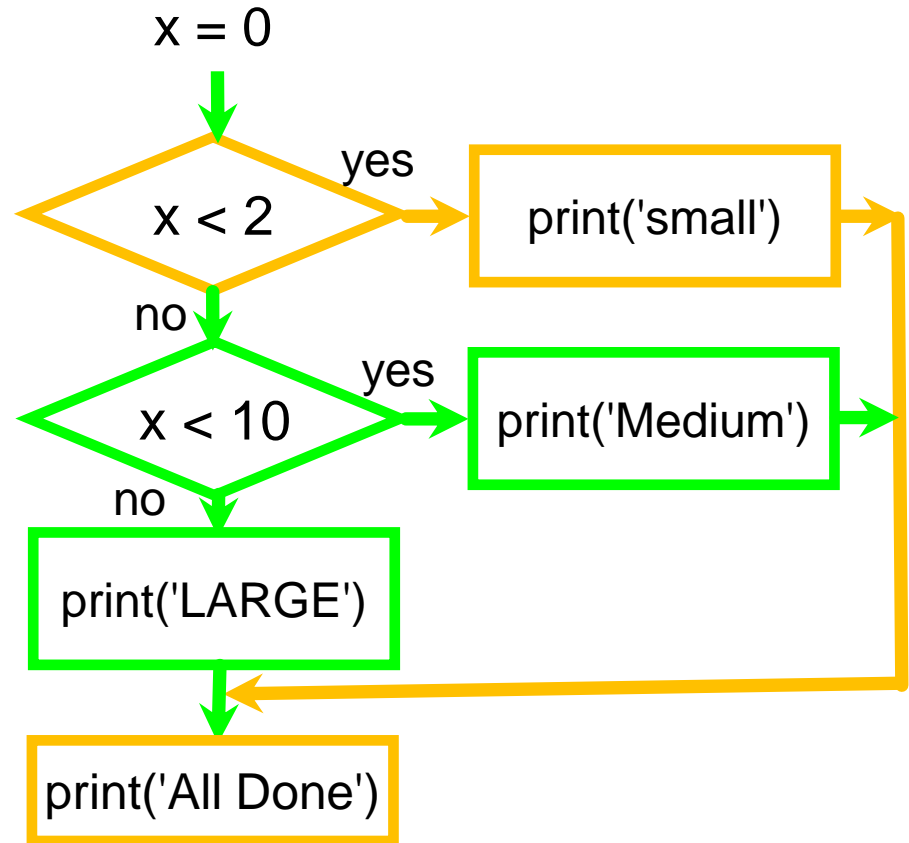 x = 0
yes
x < 2
print('small')
no
yes
x < 10
print('Medium')
no
print('LARGE')
print('All Done')